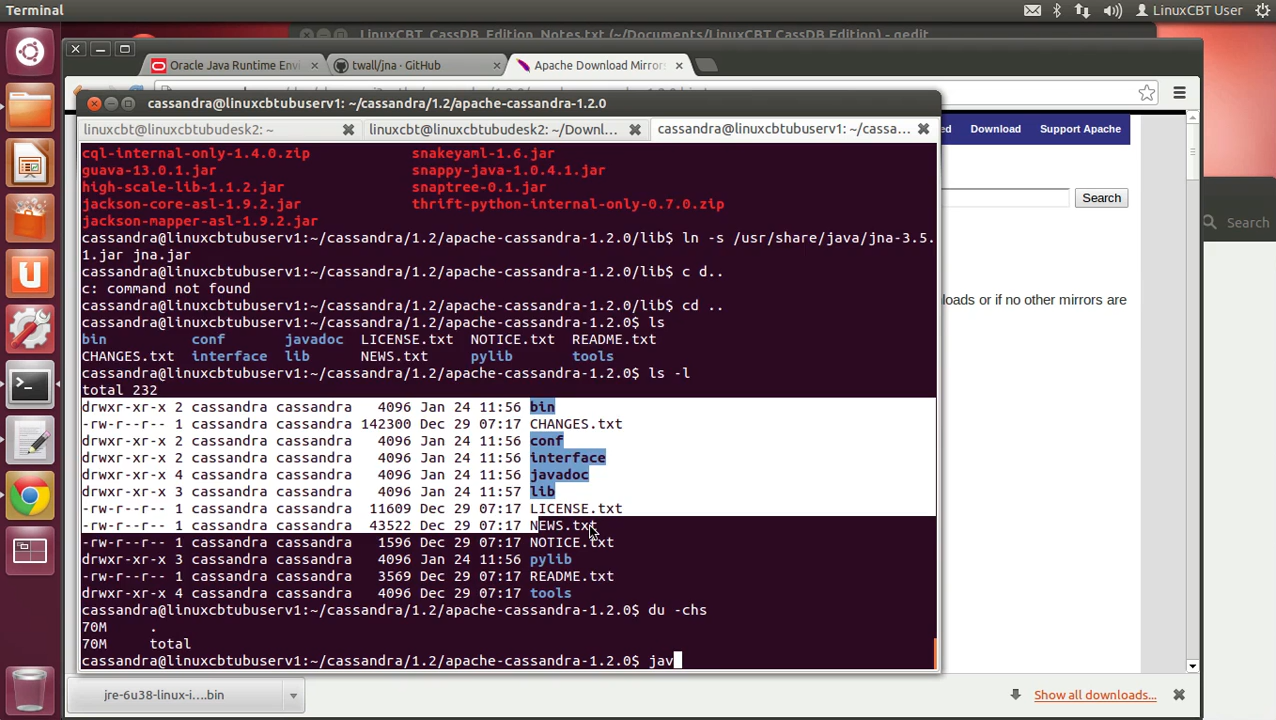 Terminal
LinuxCBT User
LinuxCBT_CassDB_Edition_Notes.txt (~/Documents/LinuxCBT_CassDB_Edition) - gedit
Oracle Java Runtime Envi
twall/jna · GitHub
Apache Download Mirrors
cassandra@linuxcbtubuserv1: ~/cassandra/1.2/apache-cassandra-1.2.0
linuxcbt@linuxcbtubudesk2: ~
linuxcbt@linuxcbtubudesk2: ~/Downl...
cassandra@linuxcbtubuserv1: ~/cassa...
Download Support Apache
Search
Search
loads or if no other mirrors are
cql-internal-only-1.4.0.zip snakeyaml-1.6.jar
guava-13.0.1.jar snappy-java-1.0.4.1.jar
high-scale-lib-1.1.2.jar snaptree-0.1.jar
jackson-core-asl-1.9.2.jar thrift-python-internal-only-0.7.0.zip
jackson-mapper-asl-1.9.2.jar
cassandra@linuxcbtubuserv1:~/cassandra/1.2/apache-cassandra-1.2.0/lib$ ln -s /usr/share/java/jna-3.5.
1.jar jna.jar
cassandra@linuxcbtubuserv1:~/cassandra/1.2/apache-cassandra-1.2.0/lib$ c d..
c: command not found
cassandra@linuxcbtubuserv1:~/cassandra/1.2/apache-cassandra-1.2.0/lib$ cd ..
cassandra@linuxcbtubuserv1:~/cassandra/1.2/apache-cassandra-1.2.0$ ls
bin conf javadoc LICENSE.txt NOTICE.txt README.txt
CHANGES.txt interface lib NEWS.txt pylib tools
cassandra@linuxcbtubuserv1:~/cassandra/1.2/apache-cassandra-1.2.0$ ls -l
total 232
drwxr-xr-x 2 cassandra cassandra 4096 Jan 24 11:56 bin
-rw-r--r-- 1 cassandra cassandra 142300 Dec 29 07:17 CHANGES.txt
drwxr-xr-x 2 cassandra cassandra 4096 Jan 24 11:56 conf
drwxr-xr-x 2 cassandra cassandra 4096 Jan 24 11:56 interface
drwxr-xr-x 4 cassandra cassandra 4096 Jan 24 11:56 javadoc
drwxr-xr-x 3 cassandra cassandra 4096 Jan 24 11:57 lib
-rw-r--r-- 1 cassandra cassandra 11609 Dec 29 07:17 LICENSE.txt
-rw-r--r-- 1 cassandra cassandra 43522 Dec 29 07:17 NEWS.txt
-rw-r--r-- 1 cassandra cassandra 1596 Dec 29 07:17 NOTICE.txt
drwxr-xr-x 3 cassandra cassandra 4096 Jan 24 11:56 pylib
-rw-r--r-- 1 cassandra cassandra 3569 Dec 29 07:17 README.txt
drwxr-xr-x 4 cassandra cassandra 4096 Jan 24 11:56 tools
cassandra@linuxcbtubuserv1:~/cassandra/1.2/apache-cassandra-1.2.0$ du -chs
70M .
70M total
cassandra@linuxcbtubuserv1:~/cassandra/1.2/apache-cassandra-1.2.0$ jav
jre-6u38-linux-i....bin
Show all downloads...